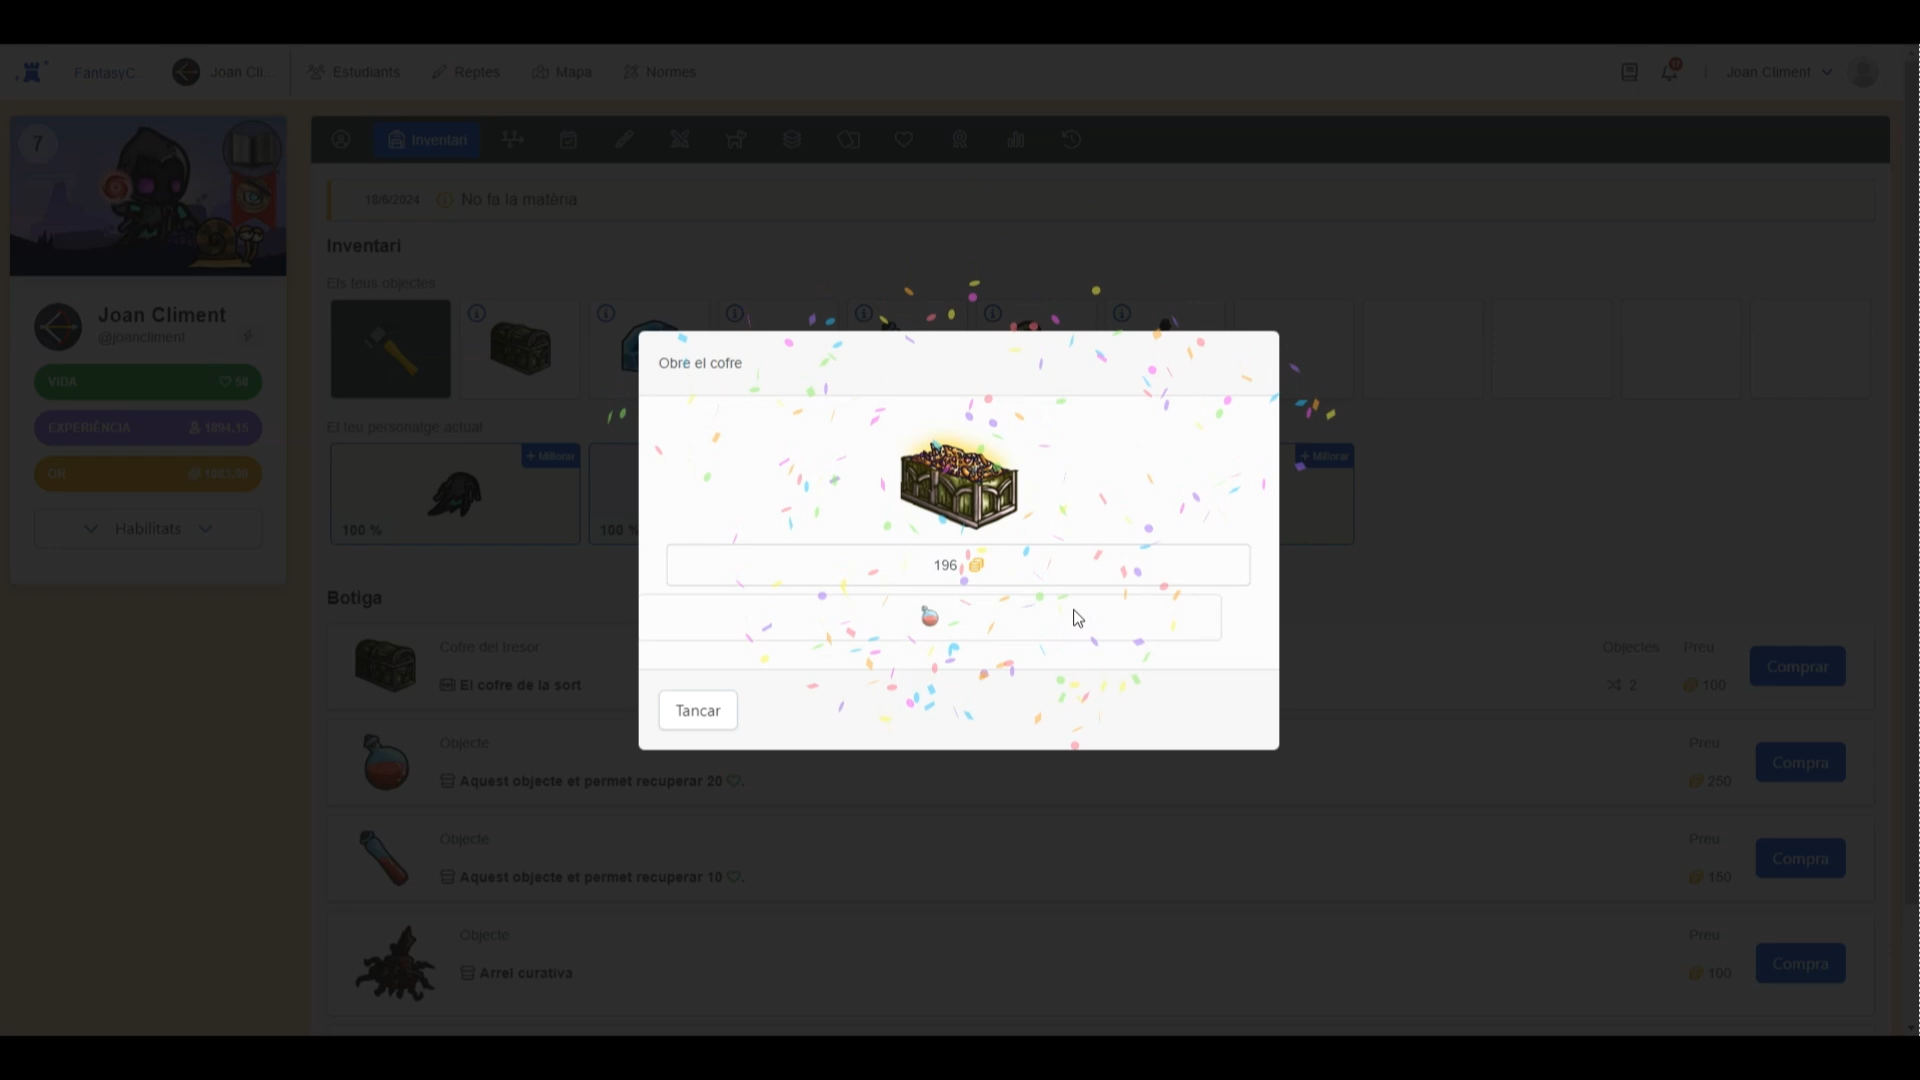 FantasyC...
Joan Cli...
Estudiants
Reptes
Mapa
Normes
Joan Climent
7
Inventari
18/6/2024
No fa la matèria
Inventari
Els teus objectes
Joan Climent
@joancliment
VIDA
58
EXPERIÈNCIA
1894.15
OR
Habilitats
El teu personatge actual
+ Millorar
100 %
100 %
+ Millorar
Obre el cofre
196
Tancar
Botiga
Cofre del tresor
El cofre de la sort
Objectes
2
Preu
100
Comprar
Objecte
Aquest objecte et permet recuperar 20 ♡.
Preu
250
Compra
Objecte
Aquest objecte et permet recuperar 10 ♡.
Preu
150
Compra
Objecte
Arrel curativa
Preu
100
Compra